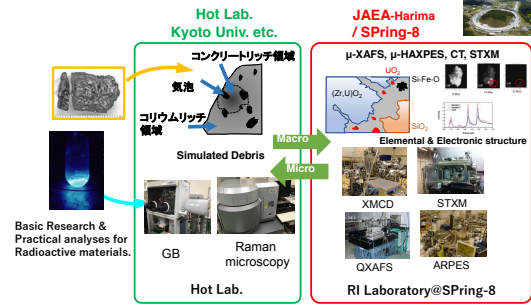 Hot Lab.
Kyoto Univ. etc.
JAEA-Harima
/ SPring-8
コンクリートリッチ領域
気泡
コリウムリッチ
領域
Simulated Debris
μ-XAFS, μ-HAXPES, CT, STXM
UO2
Si-Fe-O
(Zr,U)O2
SiO2
Elemental & Electronic structure
Macro
Micro
XMCD
STXM
QXAFS
ARPES
Basic Research &
Practical analyses for
Radioactive materials.
GB
Raman
microscopy
Hot Lab.
RI Laboratory@SPring-8